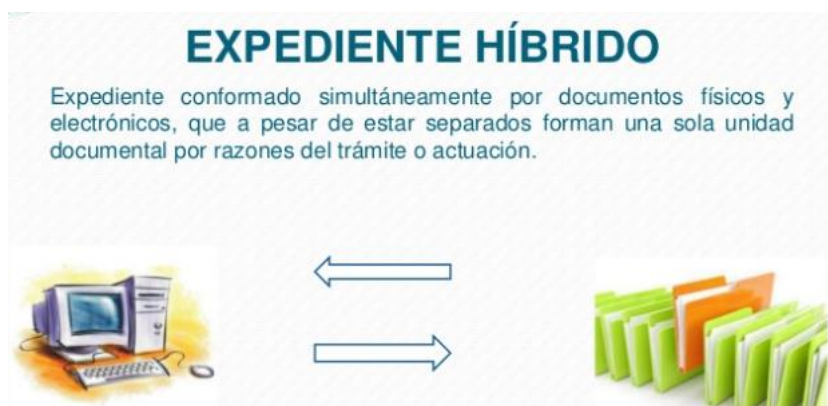 EXPEDIENTE HÍBRIDO
Expediente conformado simultáneamente por documentos físicos y
electrónicos, que a pesar de estar separados forman una sola unidad
documental por razones del trámite o actuación.